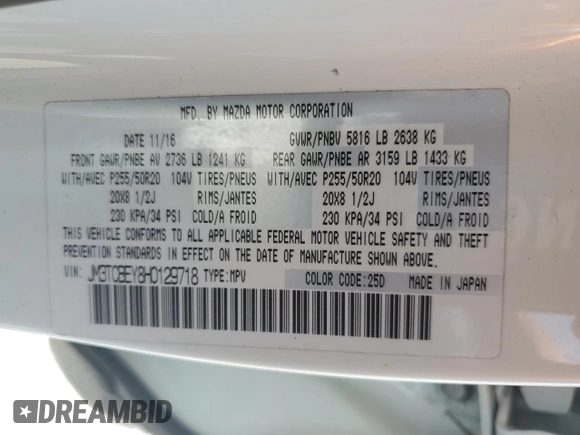 MFD. BY MAZDA MOTOR CORPORATION
DATE 11/16 GVWR/PNBV 5816 LB 2638 KG
FRONT GAWR/PNBE AV 2736 LB 1241 KG REAR GAWR/PNBE AR 3159 LB 1433 KG
WITH/AVEC P255/50R20 104V TIRES/PNEUS WITH/AVEC P255/50R20 104V TIRES/PNEUS
20X8 1/2J RIMS/JANTES 20X8 1/2J RIMS/JANTES
230 KPA/34 PSI COLD/A FROID 230 KPA/34 PSI COLD/A FROID
THIS VEHICLE CONFORMS TO ALL APPLICABLE FEDERAL MOTOR VEHICLE SAFETY AND THEFT
PREVENTION STANDARDS IN EFFECT ON THE DATE OF MANUFACTURE SHOWN ABOVE.
VIN: JM3TCBEY8H0129718 TYPE:MPV COLOR CODE:25D MADE IN JAPAN
DREAMBID